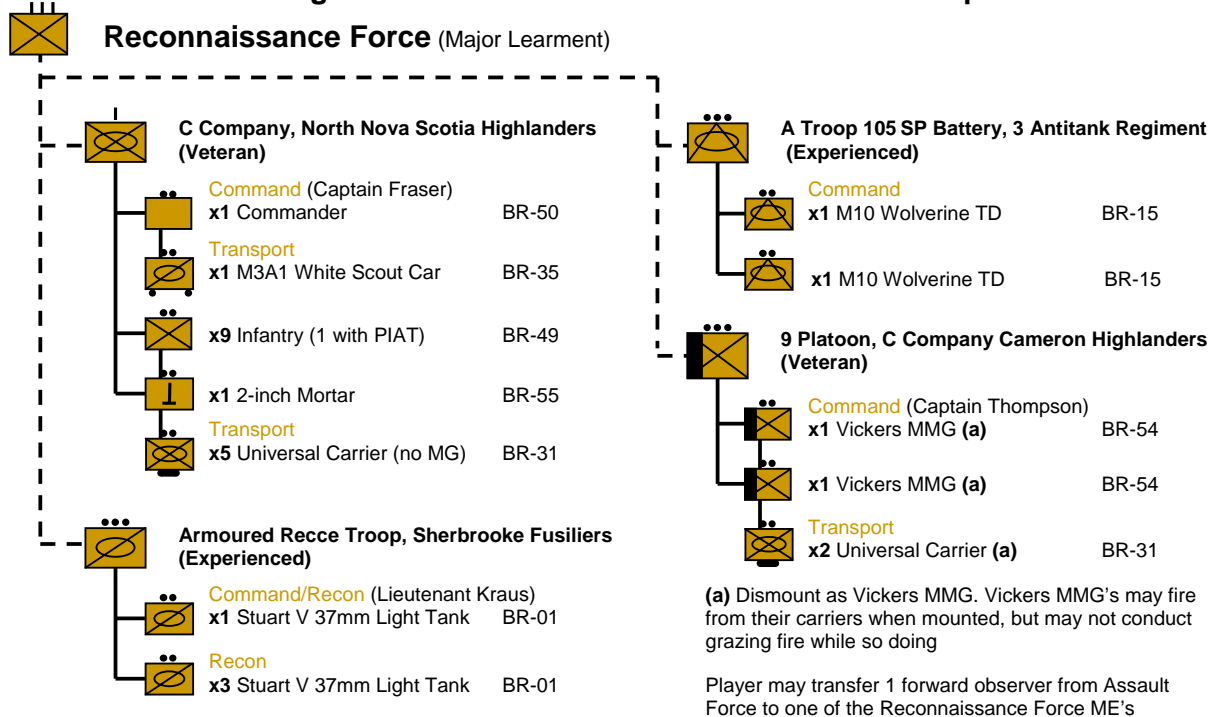 Reconnaissance Force (Major Learment)
C Company, North Nova Scotia Highlanders
(Veteran)
Command (Captain Fraser)
x1 Commander BR-50
Transport
x1 M3A1 White Scout Car BR-35
x9 Infantry (1 with PIAT) BR-49
x1 2-inch Mortar BR-55
Transport
x5 Universal Carrier (no MG) BR-31
Armoured Recce Troop, Sherbrooke Fusiliers
(Experienced)
Command/Recon (Lieutenant Kraus)
x1 Stuart V 37mm Light Tank BR-01
Recon
x3 Stuart V 37mm Light Tank BR-01
A Troop 105 SP Battery, 3 Antitank Regiment
(Experienced)
Command
x1 M10 Wolverine TD BR-15
x1 M10 Wolverine TD BR-15
9 Platoon, C Company Cameron Highlanders
(Veteran)
Command (Captain Thompson)
x1 Vickers MMG (a) BR-54
x1 Vickers MMG (a) BR-54
Transport
x2 Universal Carrier (a) BR-31
(a) Dismount as Vickers MMG. Vickers MMG's may fire
from their carriers when mounted, but may not conduct
grazing fire while so doing
Player may transfer 1 forward observer from Assault
Force to one of the Reconnaissance Force ME's